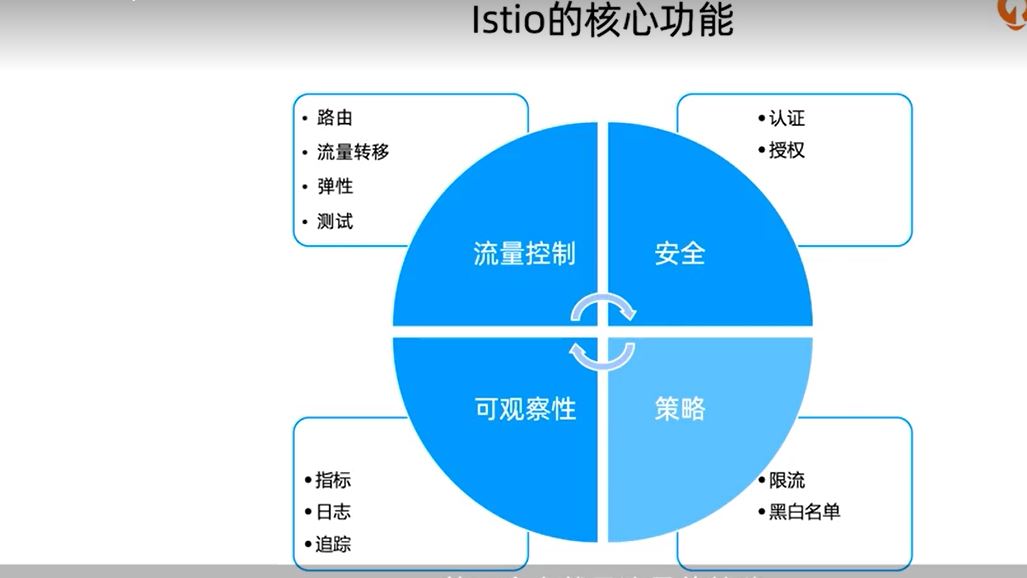 Istio的核心功能
• 路由
• 流量转移
• 弹性
• 测试
• 认证
• 授权
流量控制
安全
可观察性
策略
• 指标
• 日志
• 追踪
• 限流
• 黑白名单